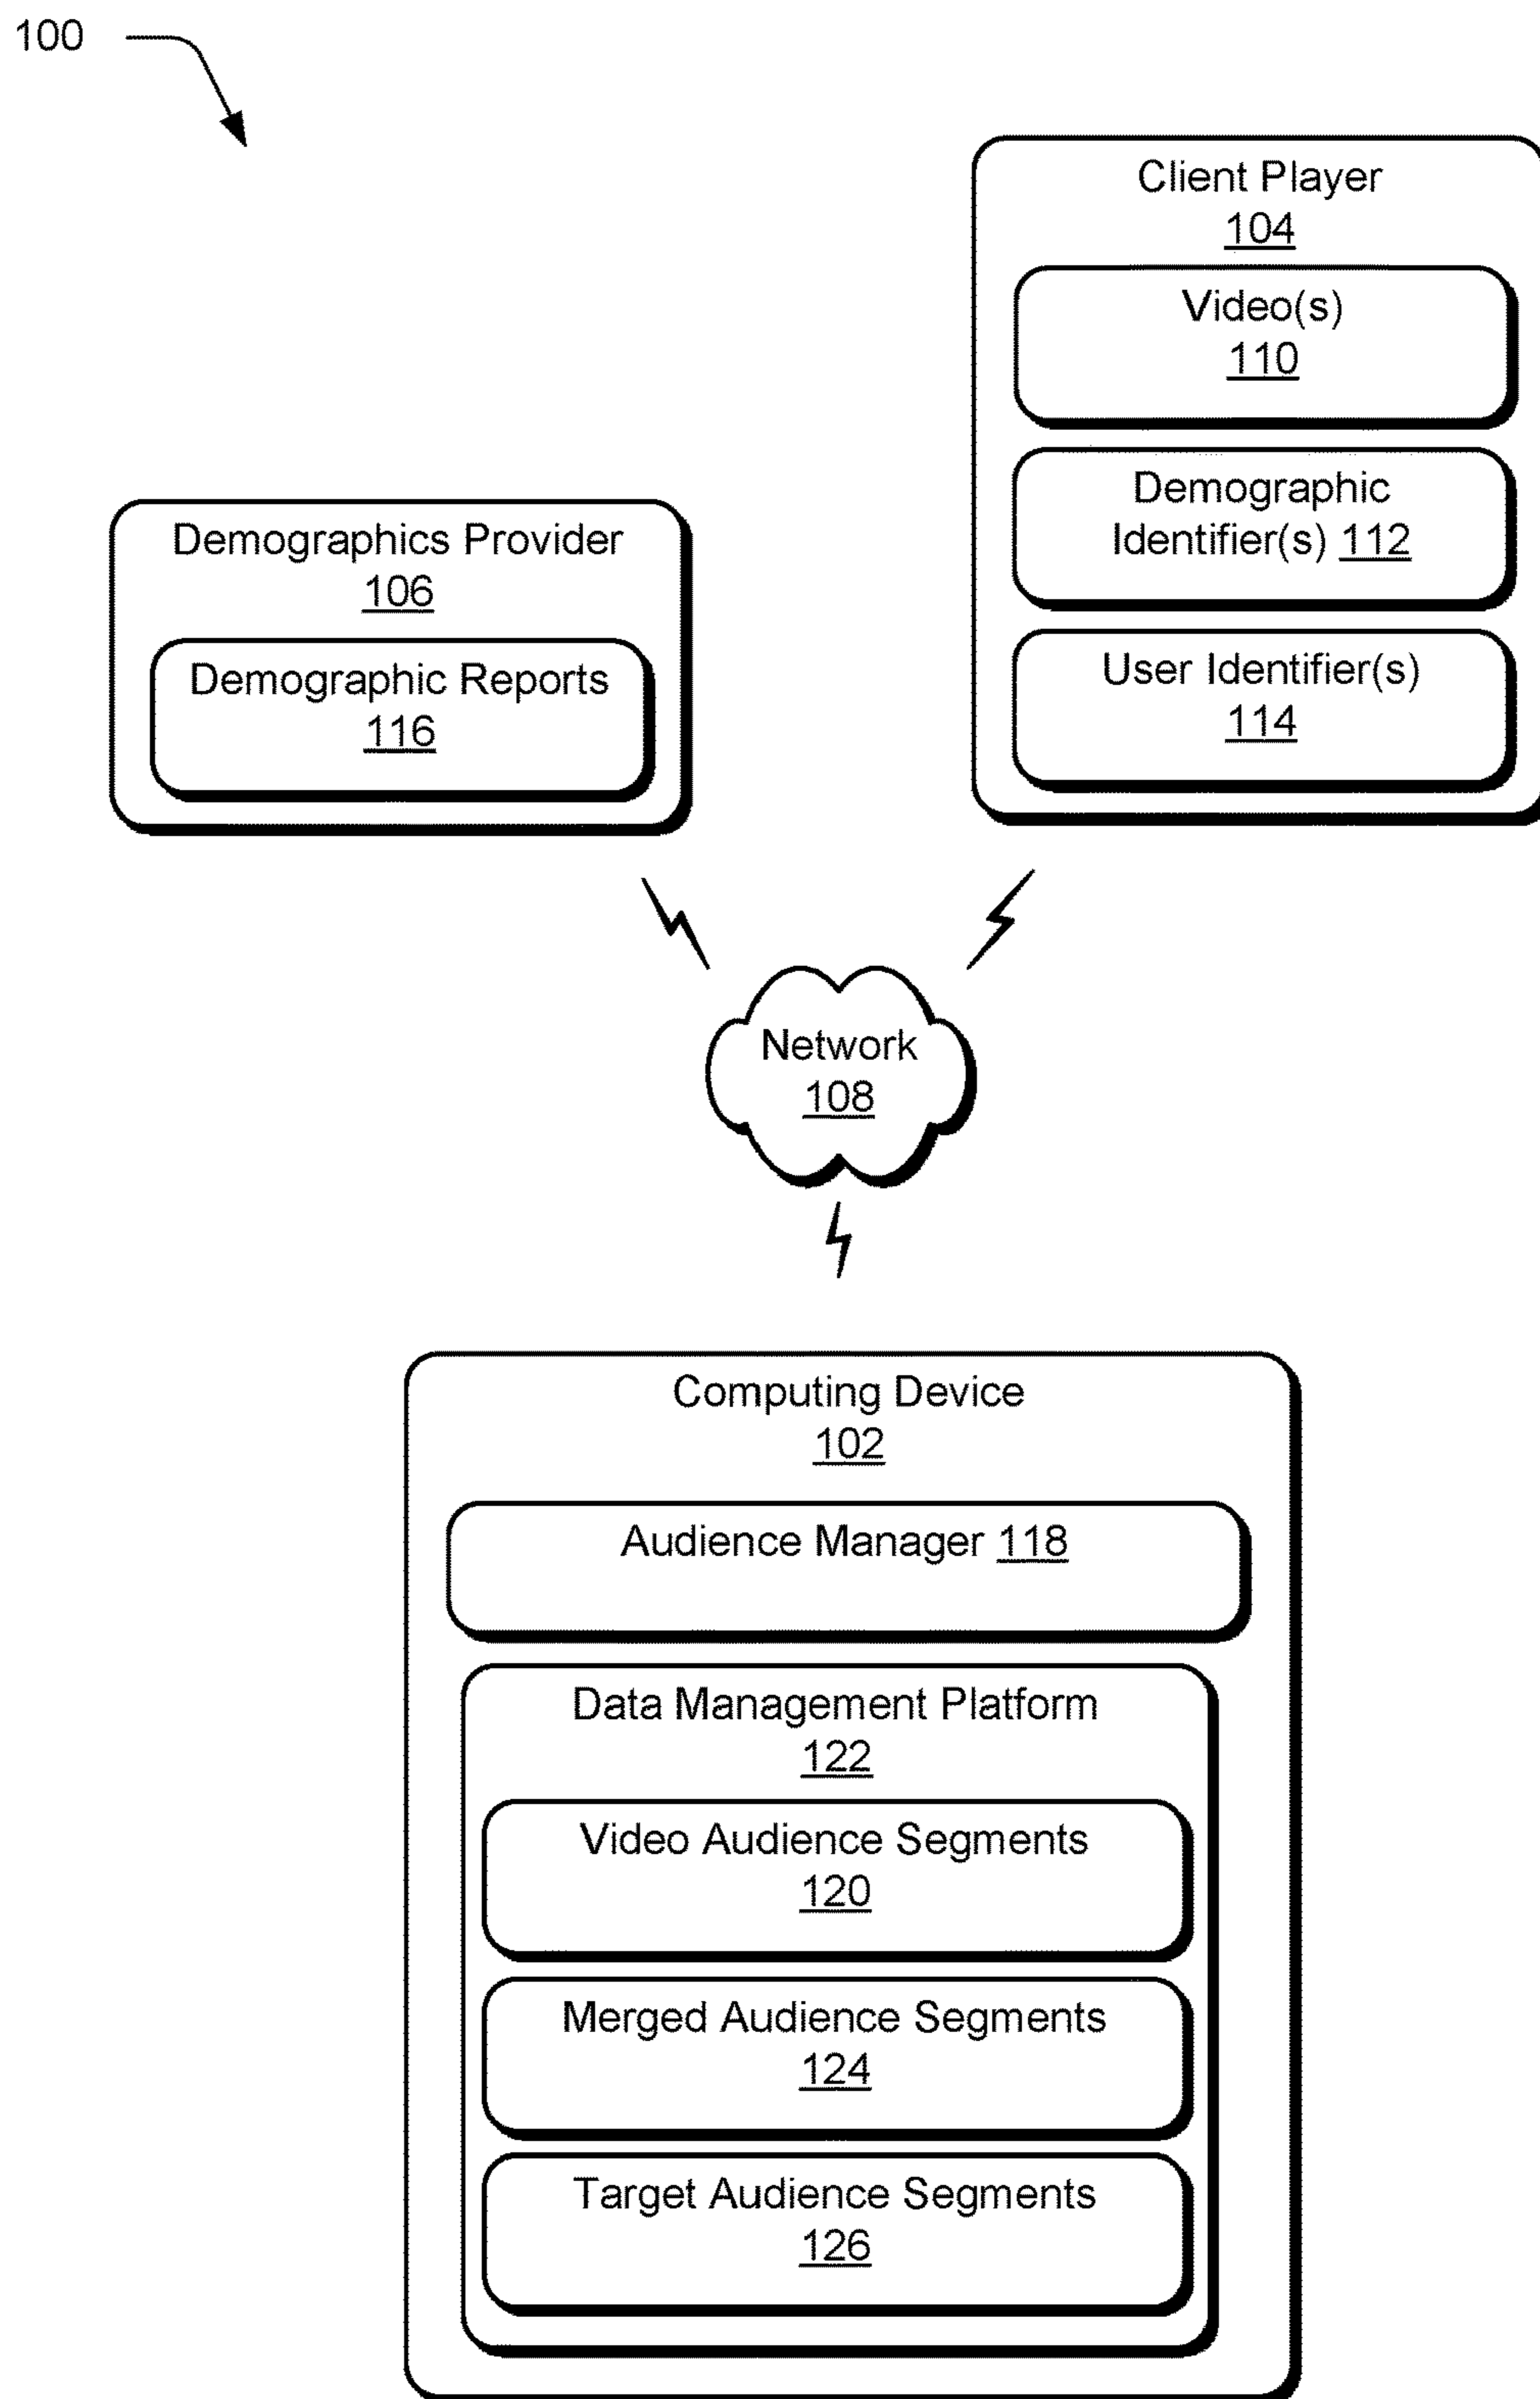 100
Client Player
104
Video(s)
110
Demographic
Identifier(s) 112
User Identifier(s)
114
Demographics Provider
106
Demographic Reports
116
Network
108
Computing Device
102
Audience Manager 118
Data Management Platform
122
Video Audience Segments
120
Merged Audience Segments
124
Target Audience Segments
126